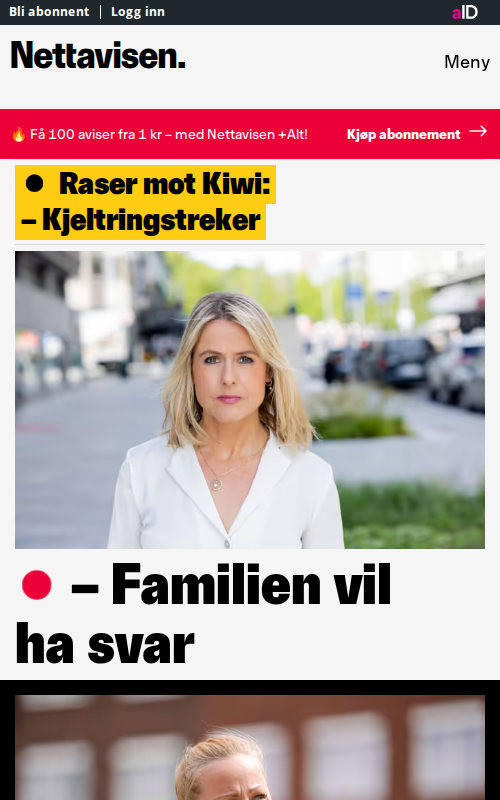 Bli abonnent | Logg inn
aID
Nettavisen.
Meny
🔥 Få 100 aviser fra 1 kr – med Nettavisen +Alt!
Kjøp abonnement →
● Raser mot Kiwi:
– Kjeltringstreker
– Familien vil
ha svar